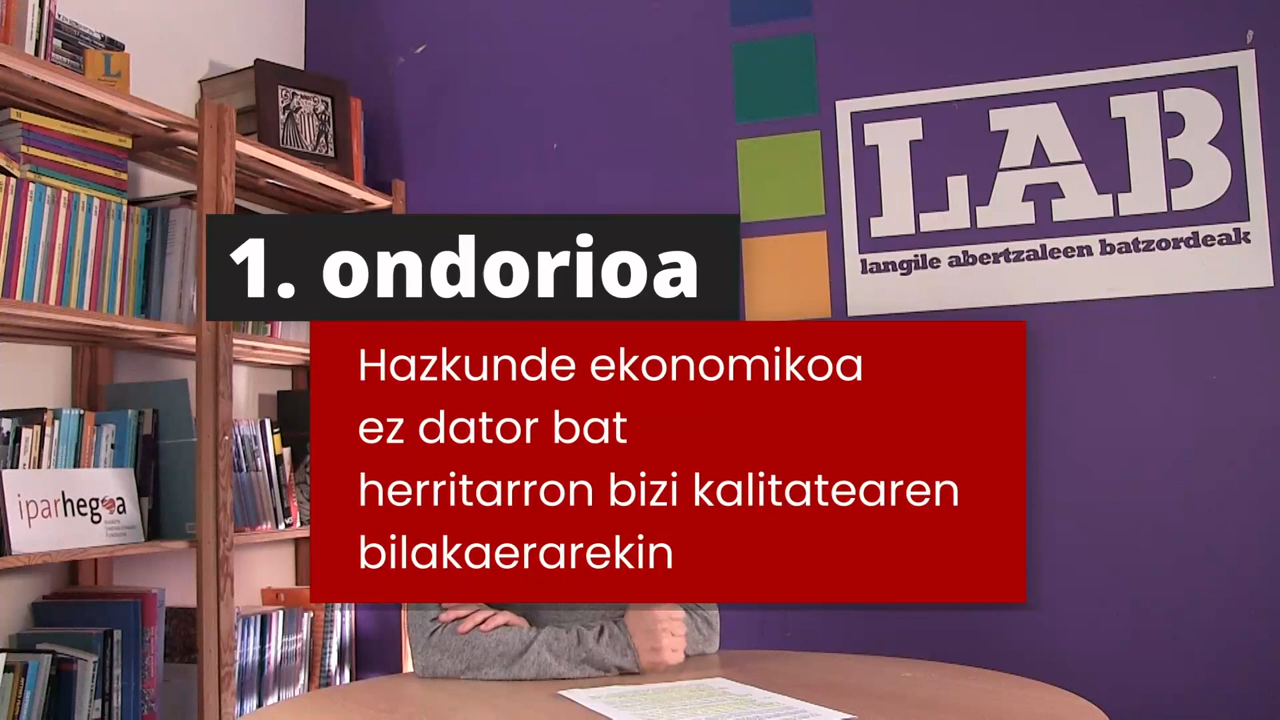 L
LAB
langile abertzaleen batzordeak
1. ondorioa
Hazkunde ekonomikoa
ez dator bat
herritarron bizi kalitatearen
bilakaerarekin
iparhegoa